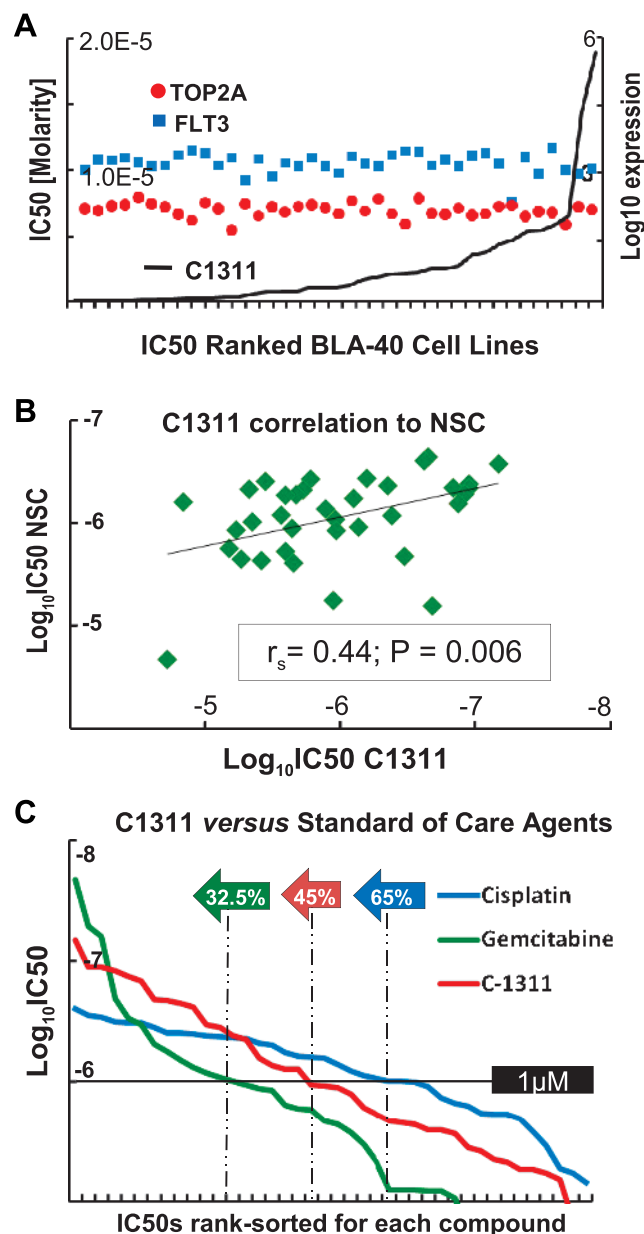 A
2.0E-5
6
TOP2A
FLT3
1.0E-5
3
C1311
IC50 [Molarity]
Log10 expression
IC50 Ranked BLA-40 Cell Lines
B
C1311 correlation to NSC
-7
-6
-5
Log₁₀IC50 NSC
rₛ= 0.44; P = 0.006
-5
-6
-7
-8
Log₁₀IC50 C1311
C
C1311 versus Standard of Care Agents
-8
32.5%
45%
65%
Cisplatin
Gemcitabine
C-1311
-7
-6
1µM
Log₁₀IC50
IC50s rank-sorted for each compound